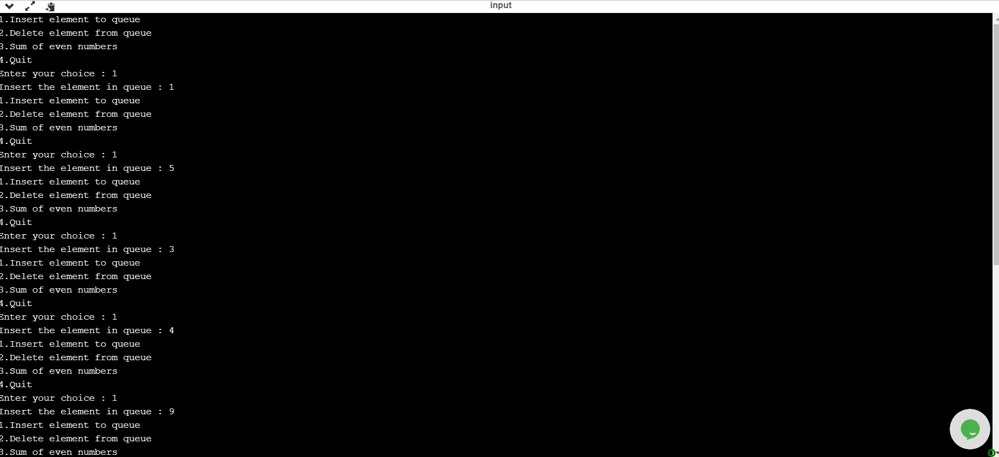 input
1.Insert element to queue
2.Delete element from queue
3.Sum of even numbers
4.Quit
Enter your choice : 1
Insert the element in queue : 1
1.Insert element to queue
2.Delete element from queue
3.Sum of even numbers
4.Quit
Enter your choice : 1
Insert the element in queue : 5
1.Insert element to queue
2.Delete element from queue
3.Sum of even numbers
4.Quit
Enter your choice : 1
Insert the element in queue : 3
1.Insert element to queue
2.Delete element from queue
3.Sum of even numbers
4.Quit
Enter your choice : 1
Insert the element in queue : 4
1.Insert element to queue
2.Delete element from queue
3.Sum of even numbers
4.Quit
Enter your choice : 1
Insert the element in queue : 9
1.Insert element to queue
2.Delete element from queue
3.Sum of even numbers